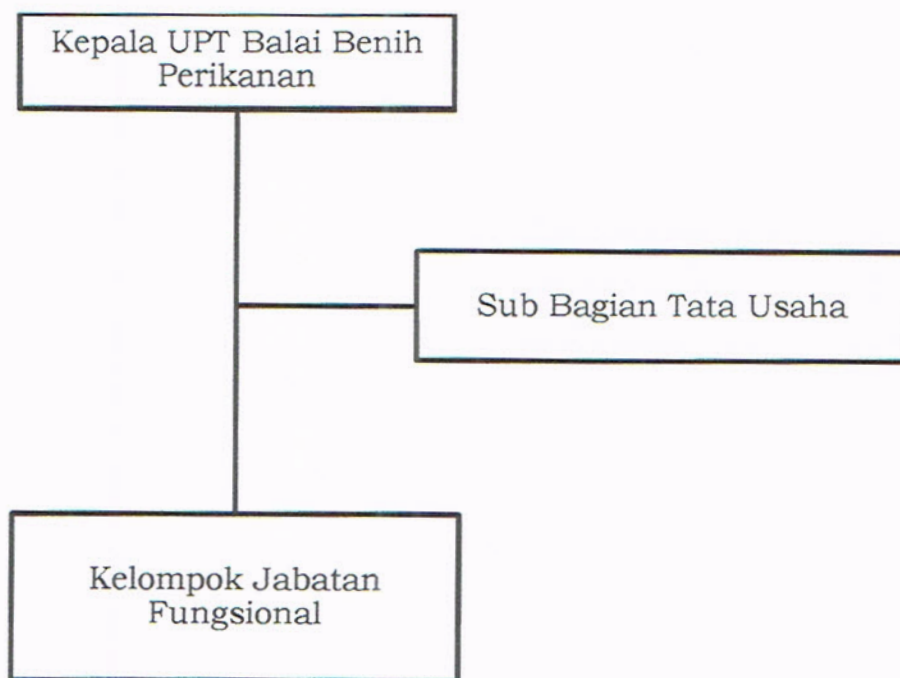 Kepala UPT Balai Benih
Perikanan
Sub Bagian Tata Usaha
Kelompok Jabatan
Fungsional